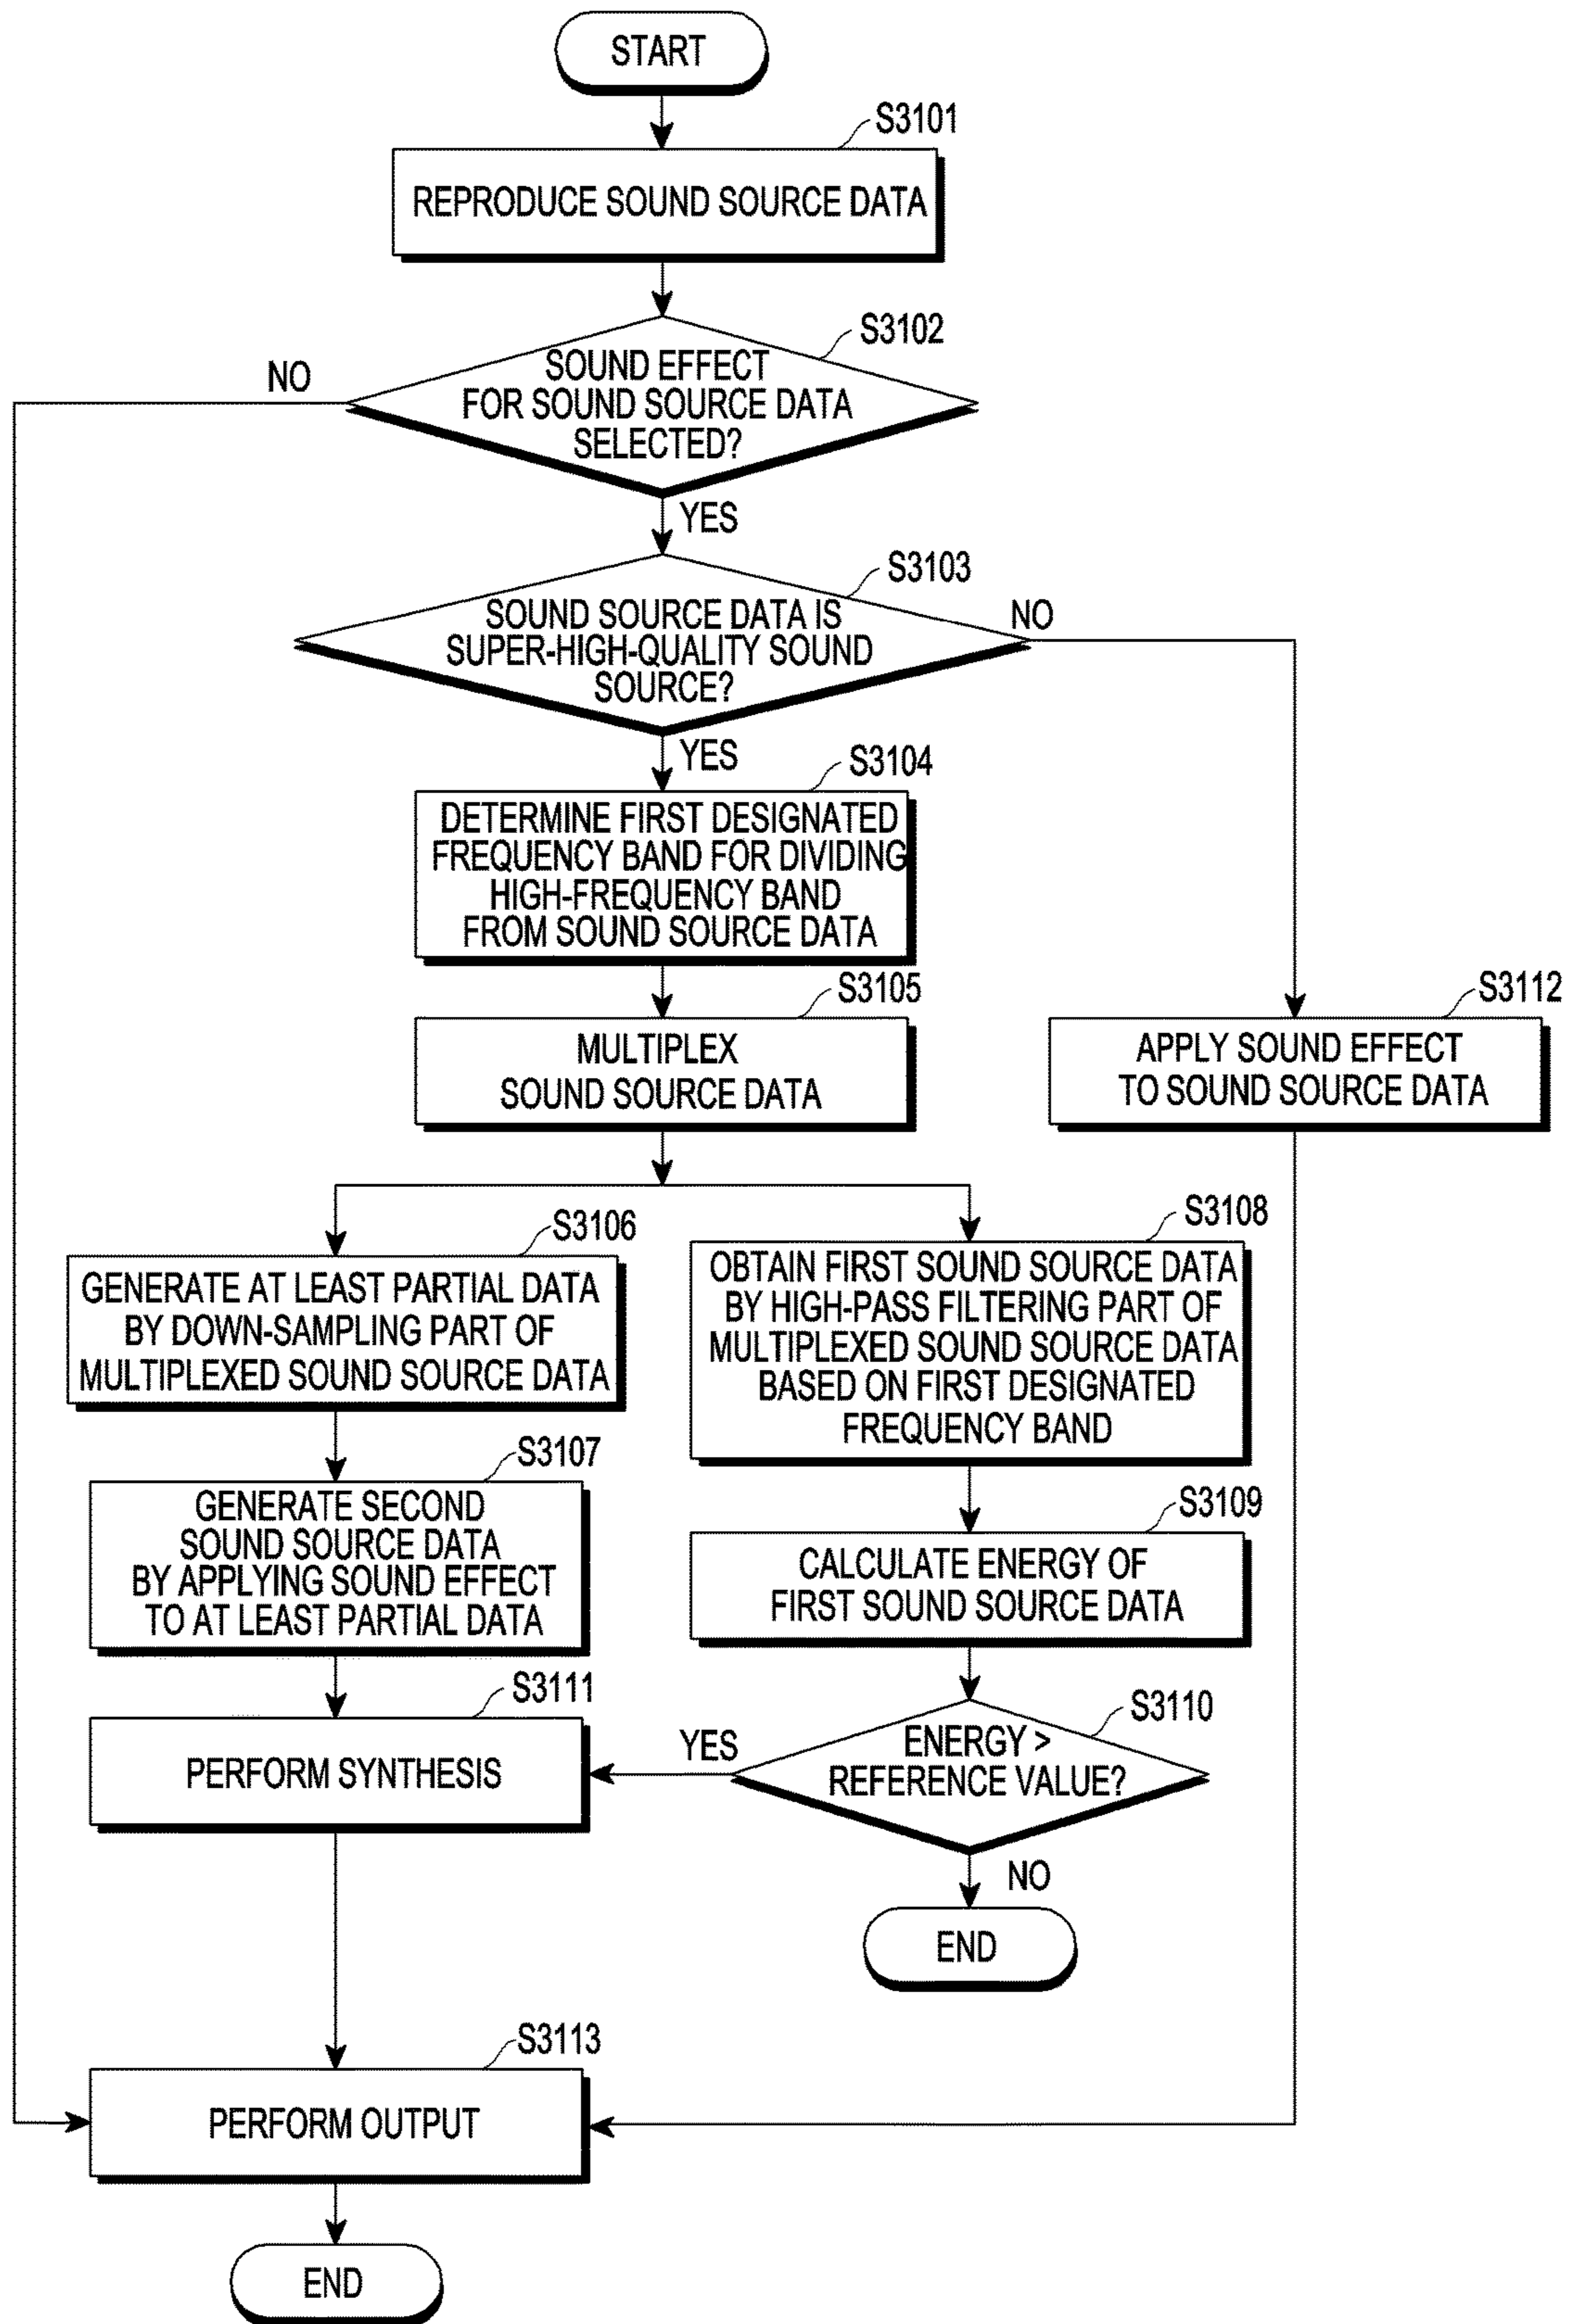 START
S3101
REPRODUCE SOUND SOURCE DATA
S3102
SOUND EFFECT
FOR SOUND SOURCE DATA
SELECTED?
NO
YES
S3103
SOUND SOURCE DATA IS
SUPER-HIGH-QUALITY SOUND
SOURCE?
NO
YES
S3104
DETERMINE FIRST DESIGNATED
FREQUENCY BAND FOR DIVIDING
HIGH-FREQUENCY BAND
FROM SOUND SOURCE DATA
S3105
MULTIPLEX
SOUND SOURCE DATA
S3112
APPLY SOUND EFFECT
TO SOUND SOURCE DATA
S3106
GENERATE AT LEAST PARTIAL DATA
BY DOWN-SAMPLING PART OF
MULTIPLEXED SOUND SOURCE DATA
S3108
OBTAIN FIRST SOUND SOURCE DATA
BY HIGH-PASS FILTERING PART OF
MULTIPLEXED SOUND SOURCE DATA
BASED ON FIRST DESIGNATED
FREQUENCY BAND
S3107
GENERATE SECOND
SOUND SOURCE DATA
BY APPLYING SOUND EFFECT
TO AT LEAST PARTIAL DATA
S3109
CALCULATE ENERGY OF
FIRST SOUND SOURCE DATA
S3111
PERFORM SYNTHESIS
S3110
ENERGY >
REFERENCE VALUE?
YES
NO
END
S3113
PERFORM OUTPUT
END